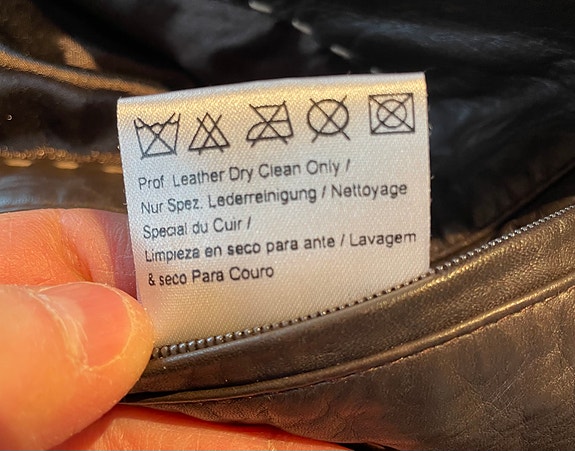 Prof. Leather Dry Clean Only /
Nur Spez. Lederreinigung / Nettoyage
Special du Cuir /
Limpieza en seco para ante / Lavagem
& seco Para Couro